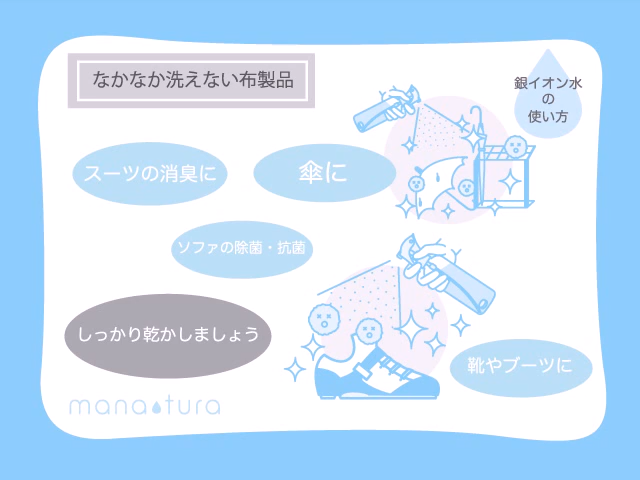 なかなか洗えない布製品
銀イオン水
の
使い方
スーツの消臭に
傘に
ソファの除菌・抗菌
しっかり乾かしましょう
靴やブーツに
manatura